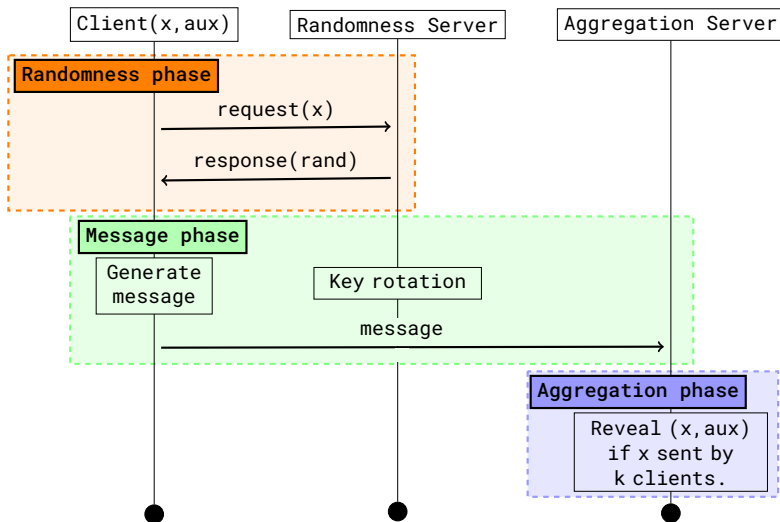 Client(x,aux)
Randomness Server
Aggregation Server
Randomness phase
request(x)
response(rand)
Message phase
Generate
message
Key rotation
message
Aggregation phase
Reveal (x,aux)
if x sent by
k clients.